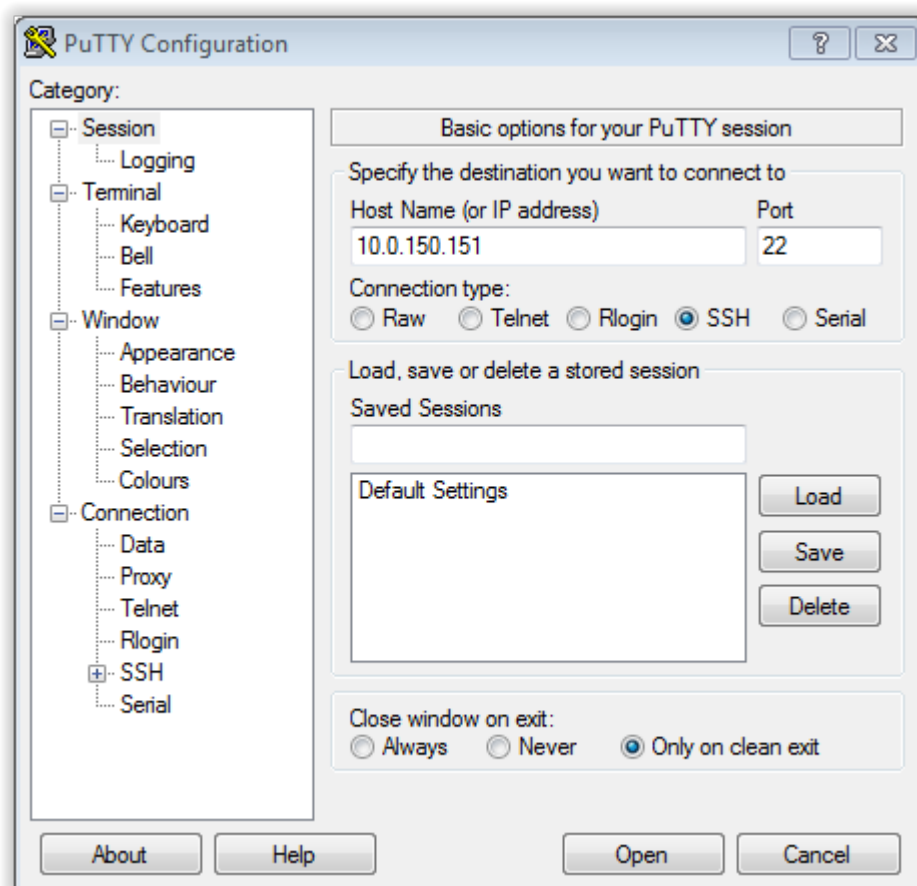 PuTTY Configuration
Category:
Session
Logging
Terminal
Keyboard
Bell
Features
Window
Appearance
Behaviour
Translation
Selection
Colours
Connection
Data
Proxy
Telnet
Rlogin
SSH
Serial
Basic options for your PuTTY session
Specify the destination you want to connect to
Host Name (or IP address) Port
10.0.150.151 22
Connection type:
Raw Telnet Rlogin SSH Serial
Load, save or delete a stored session
Saved Sessions
Default Settings
Load
Save
Delete
Close window on exit:
Always Never Only on clean exit
About Help Open Cancel